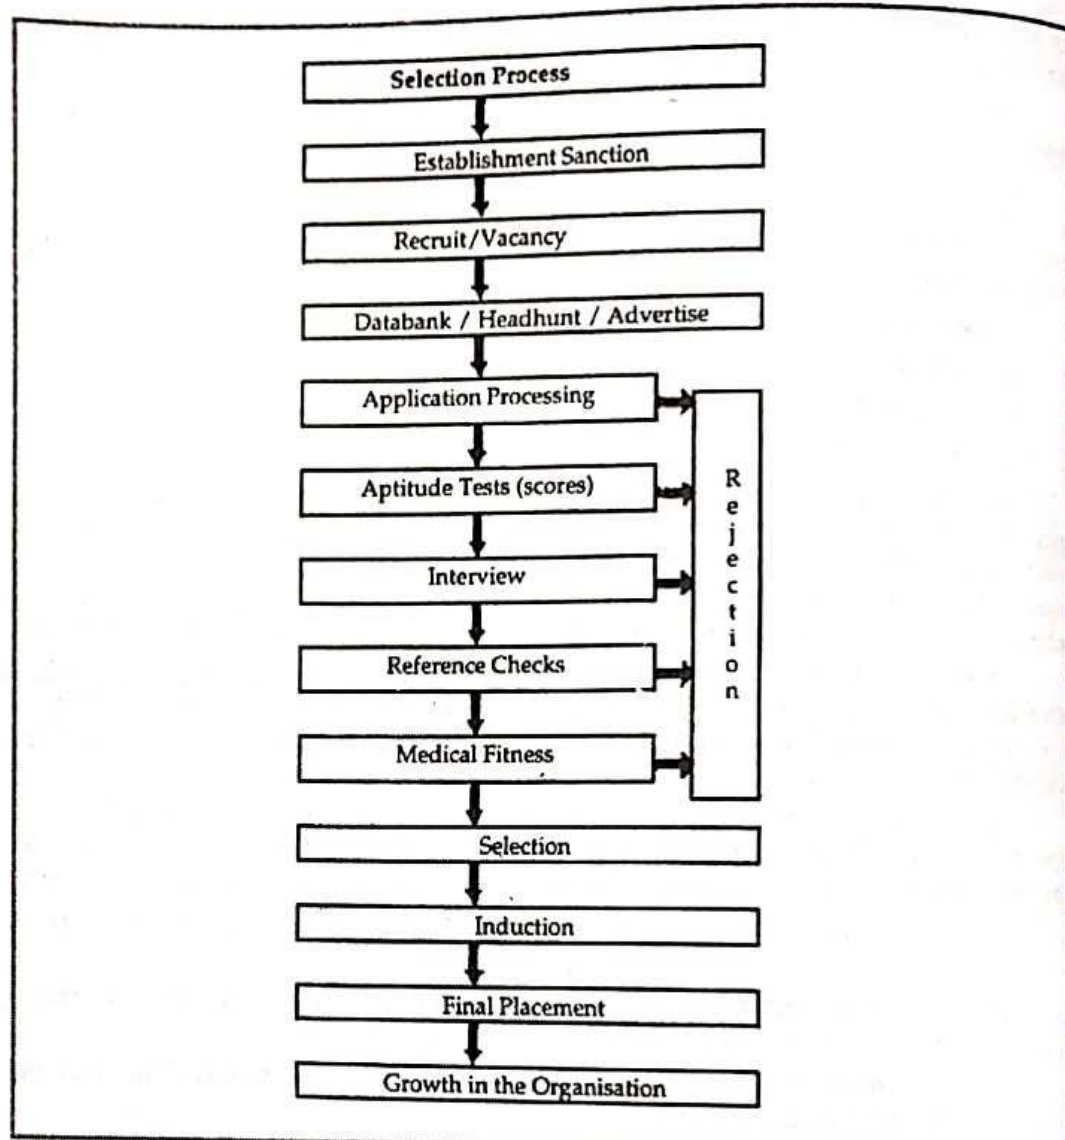 Selection Process
Establishment Sanction
Recruit/Vacancy
Databank / Headhunt / Advertise
Application Processing
Aptitude Tests (scores)
Interview
Reference Checks
Medical Fitness
Rejection
Selection
Induction
Final Placement
Growth in the Organisation